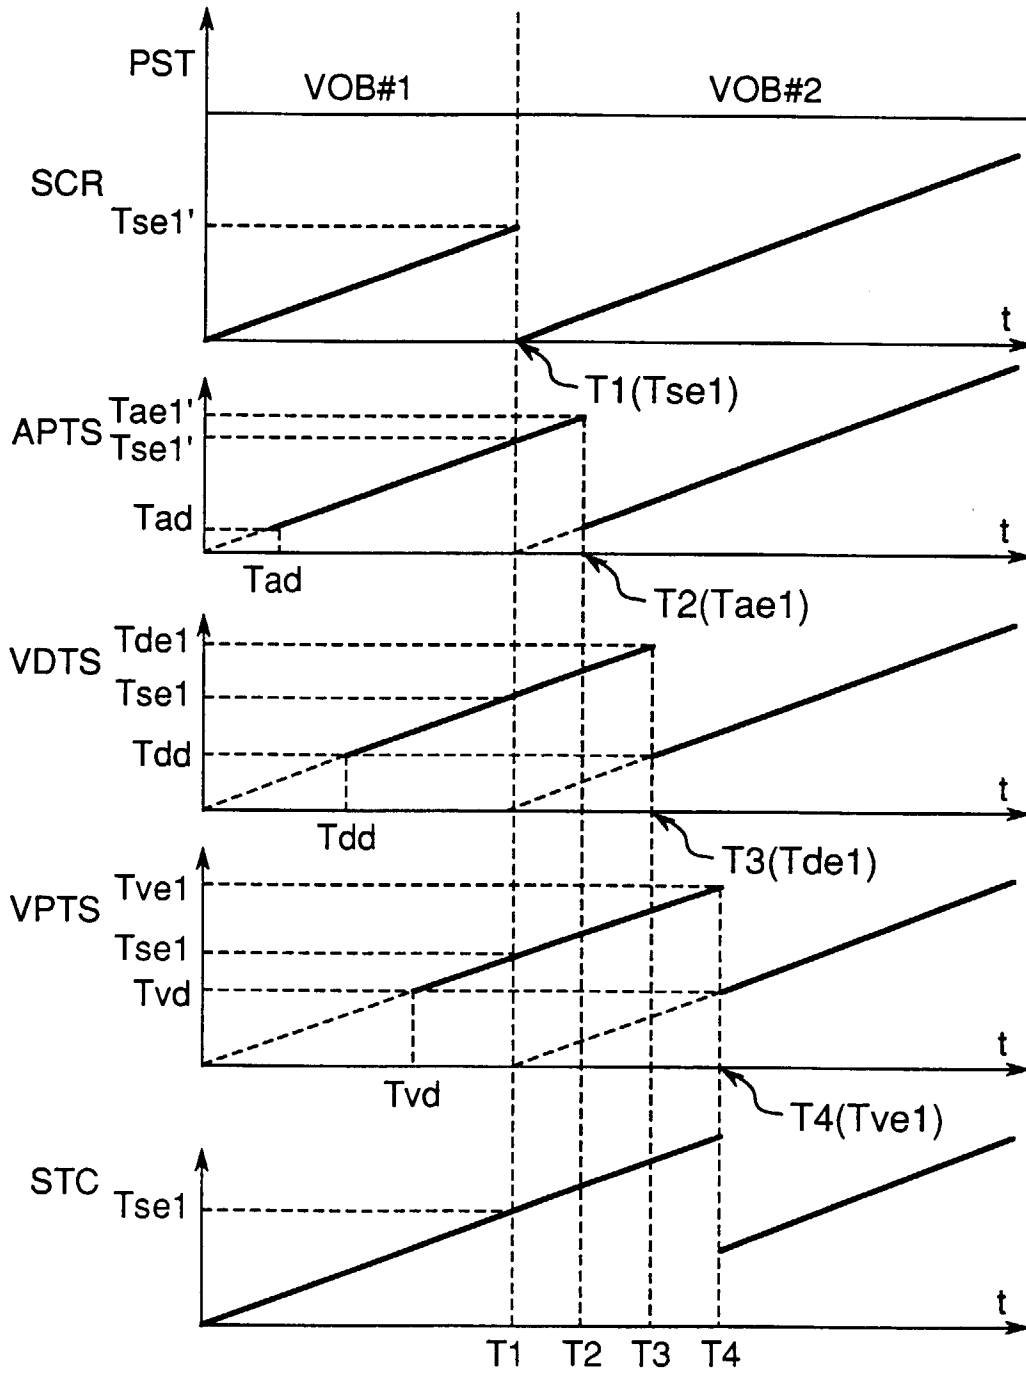 PST
VOB#1
VOB#2
SCR
Tse1'
t
T1(Tse1)
APTS
Tae1'
Tse1'
Tad
t
Tad
T2(Tae1)
VDTS
Tde1
Tse1
Tdd
t
Tdd
T3(Tde1)
VPTS
Tve1
Tse1
Tvd
t
Tvd
T4(Tve1)
STC
Tse1
t
T1 T2 T3 T4